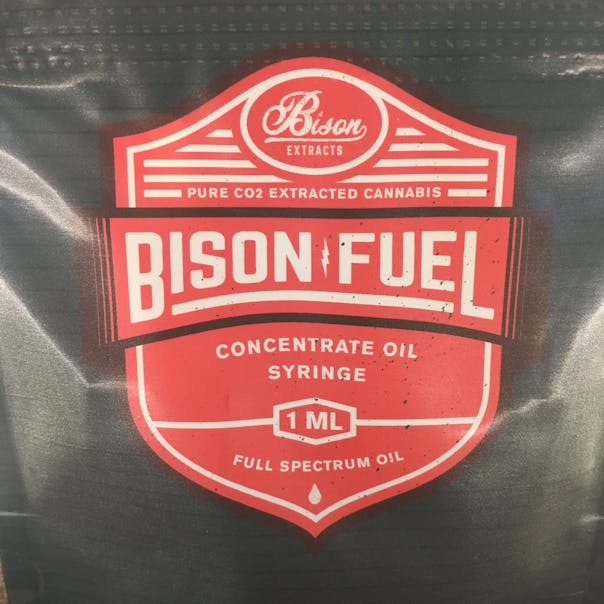 Bison
EXTRACTS
PURE CO2 EXTRACTED CANNABIS
BISON FUEL
CONCENTRATE OIL
SYRINGE
1 ML
FULL SPECTRUM OIL